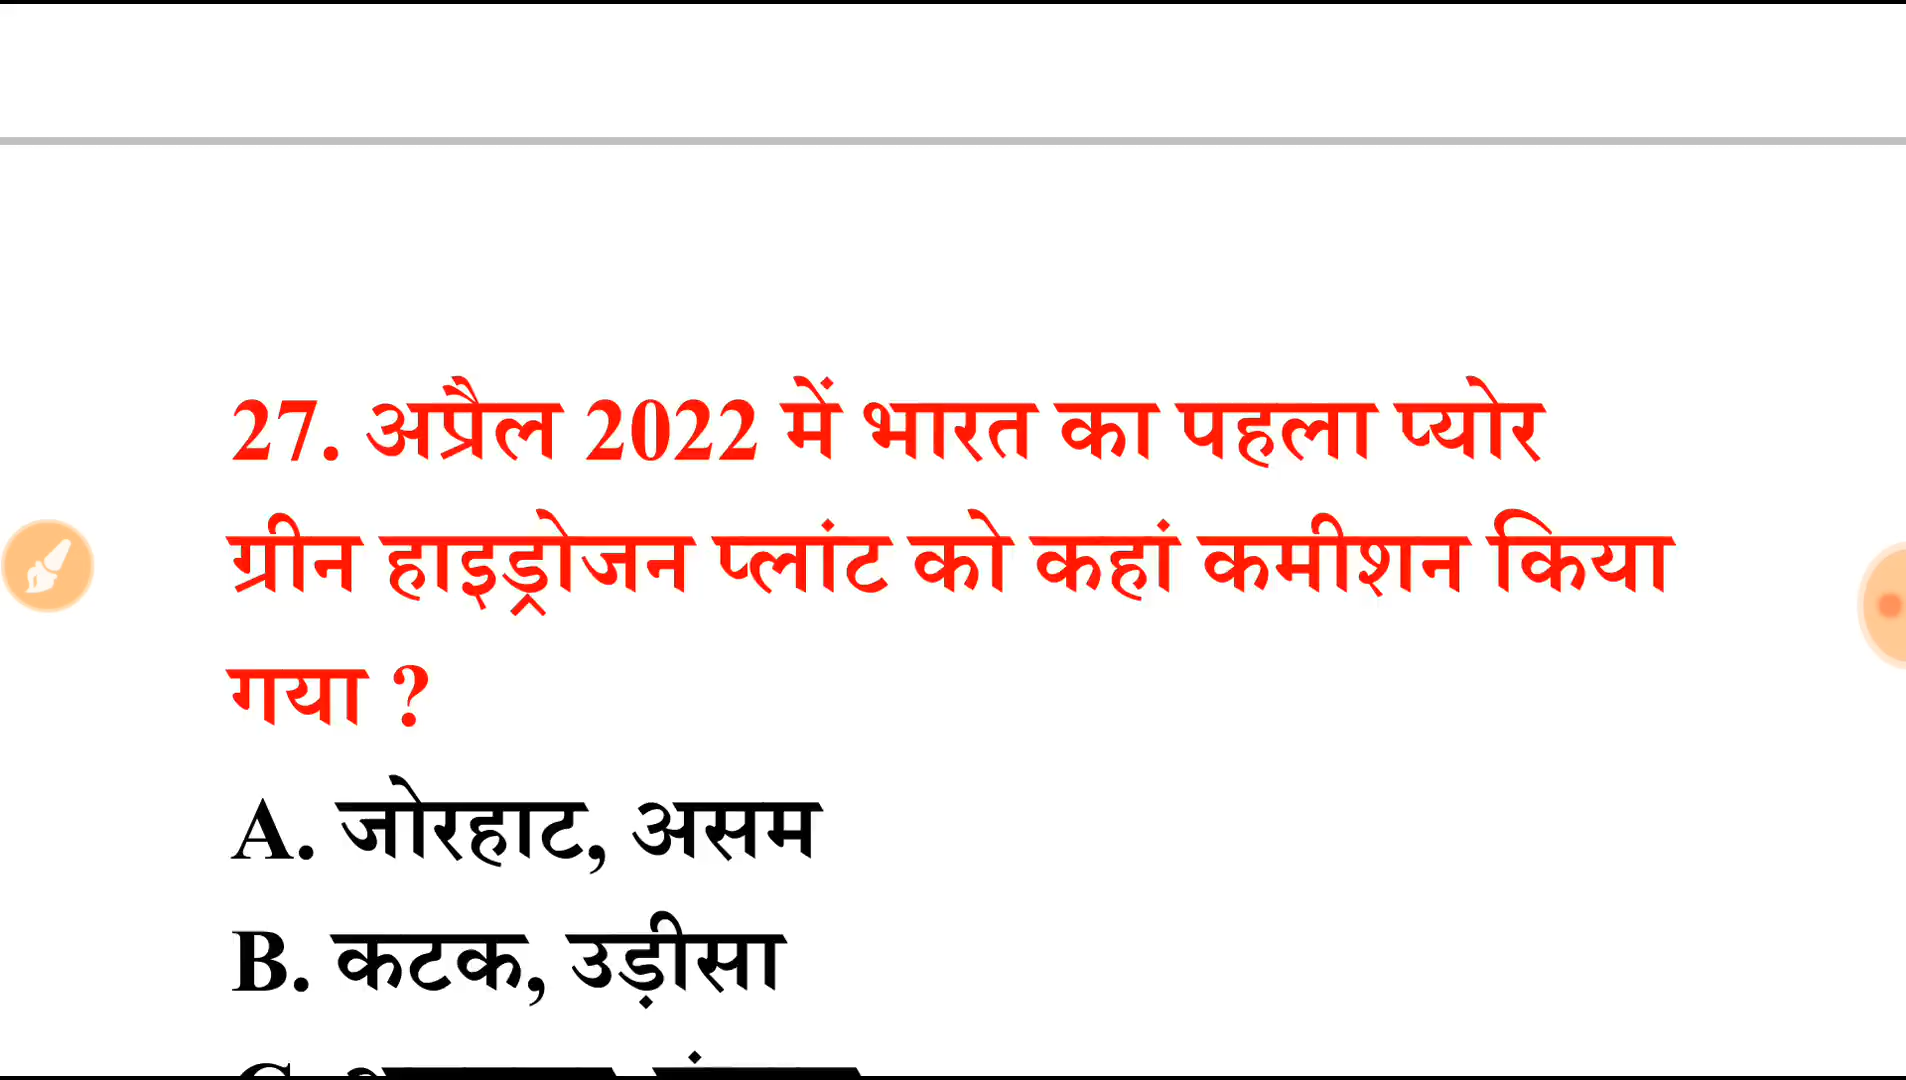 27. अप्रैल 2022 में भारत का पहला प्योर
ग्रीन हाइड्रोजन प्लांट को कहां कमीशन किया
गया ?
A. जोरहाट, असम
B. कटक, उड़ीसा